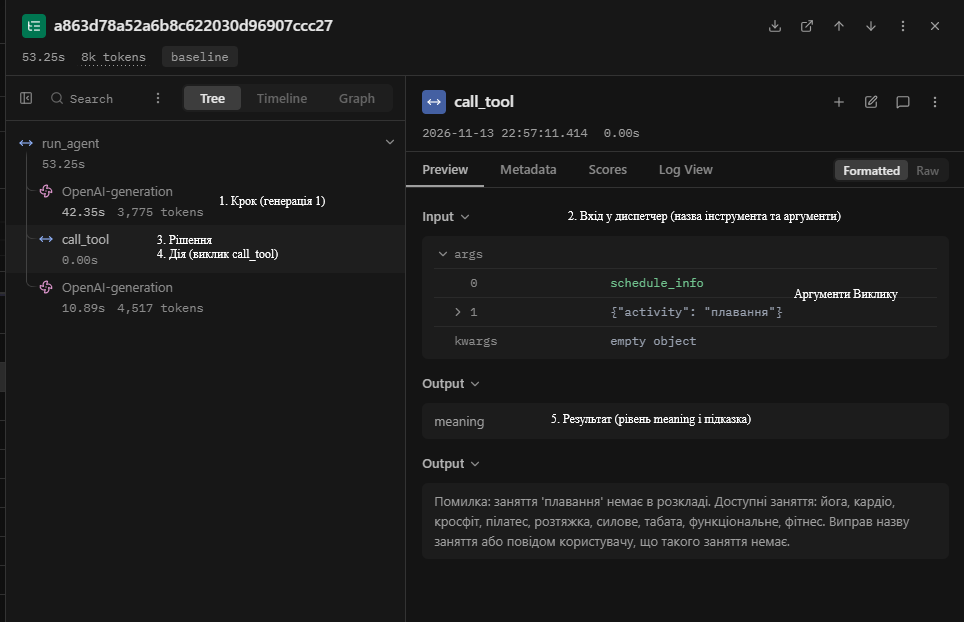 a863d78a52a6b8c622030d96907ccc27
53.25s 8k tokens baseline
Search Tree Timeline Graph
run_agent
53.25s
OpenAI-generation
42.35s 3,775 tokens
1. Крок (генерація 1)
call_tool
0.00s
3. Рішення
4. Дія (виклик call_tool)
OpenAI-generation
10.89s 4,517 tokens
call_tool
2026-11-13 22:57:11.414 0.00s
Preview Metadata Scores Log View Formatted Raw
Input 2. Вхід у диспетчер (назва інструмента та аргументи)
args
0 schedule_info
Аргументи Виклику
1 {"activity": "плавання"}
kwargs empty object
Output
meaning 5. Результат (рівень meaning і підказка)
Output
Помилка: заняття 'плавання' немає в розкладі. Доступні заняття: йога, кардіо,
кросфіт, пілатес, розтяжка, силове, табата, функціональне, фітнес. Виправ назву
заняття або повідом користувачу, що такого заняття немає.